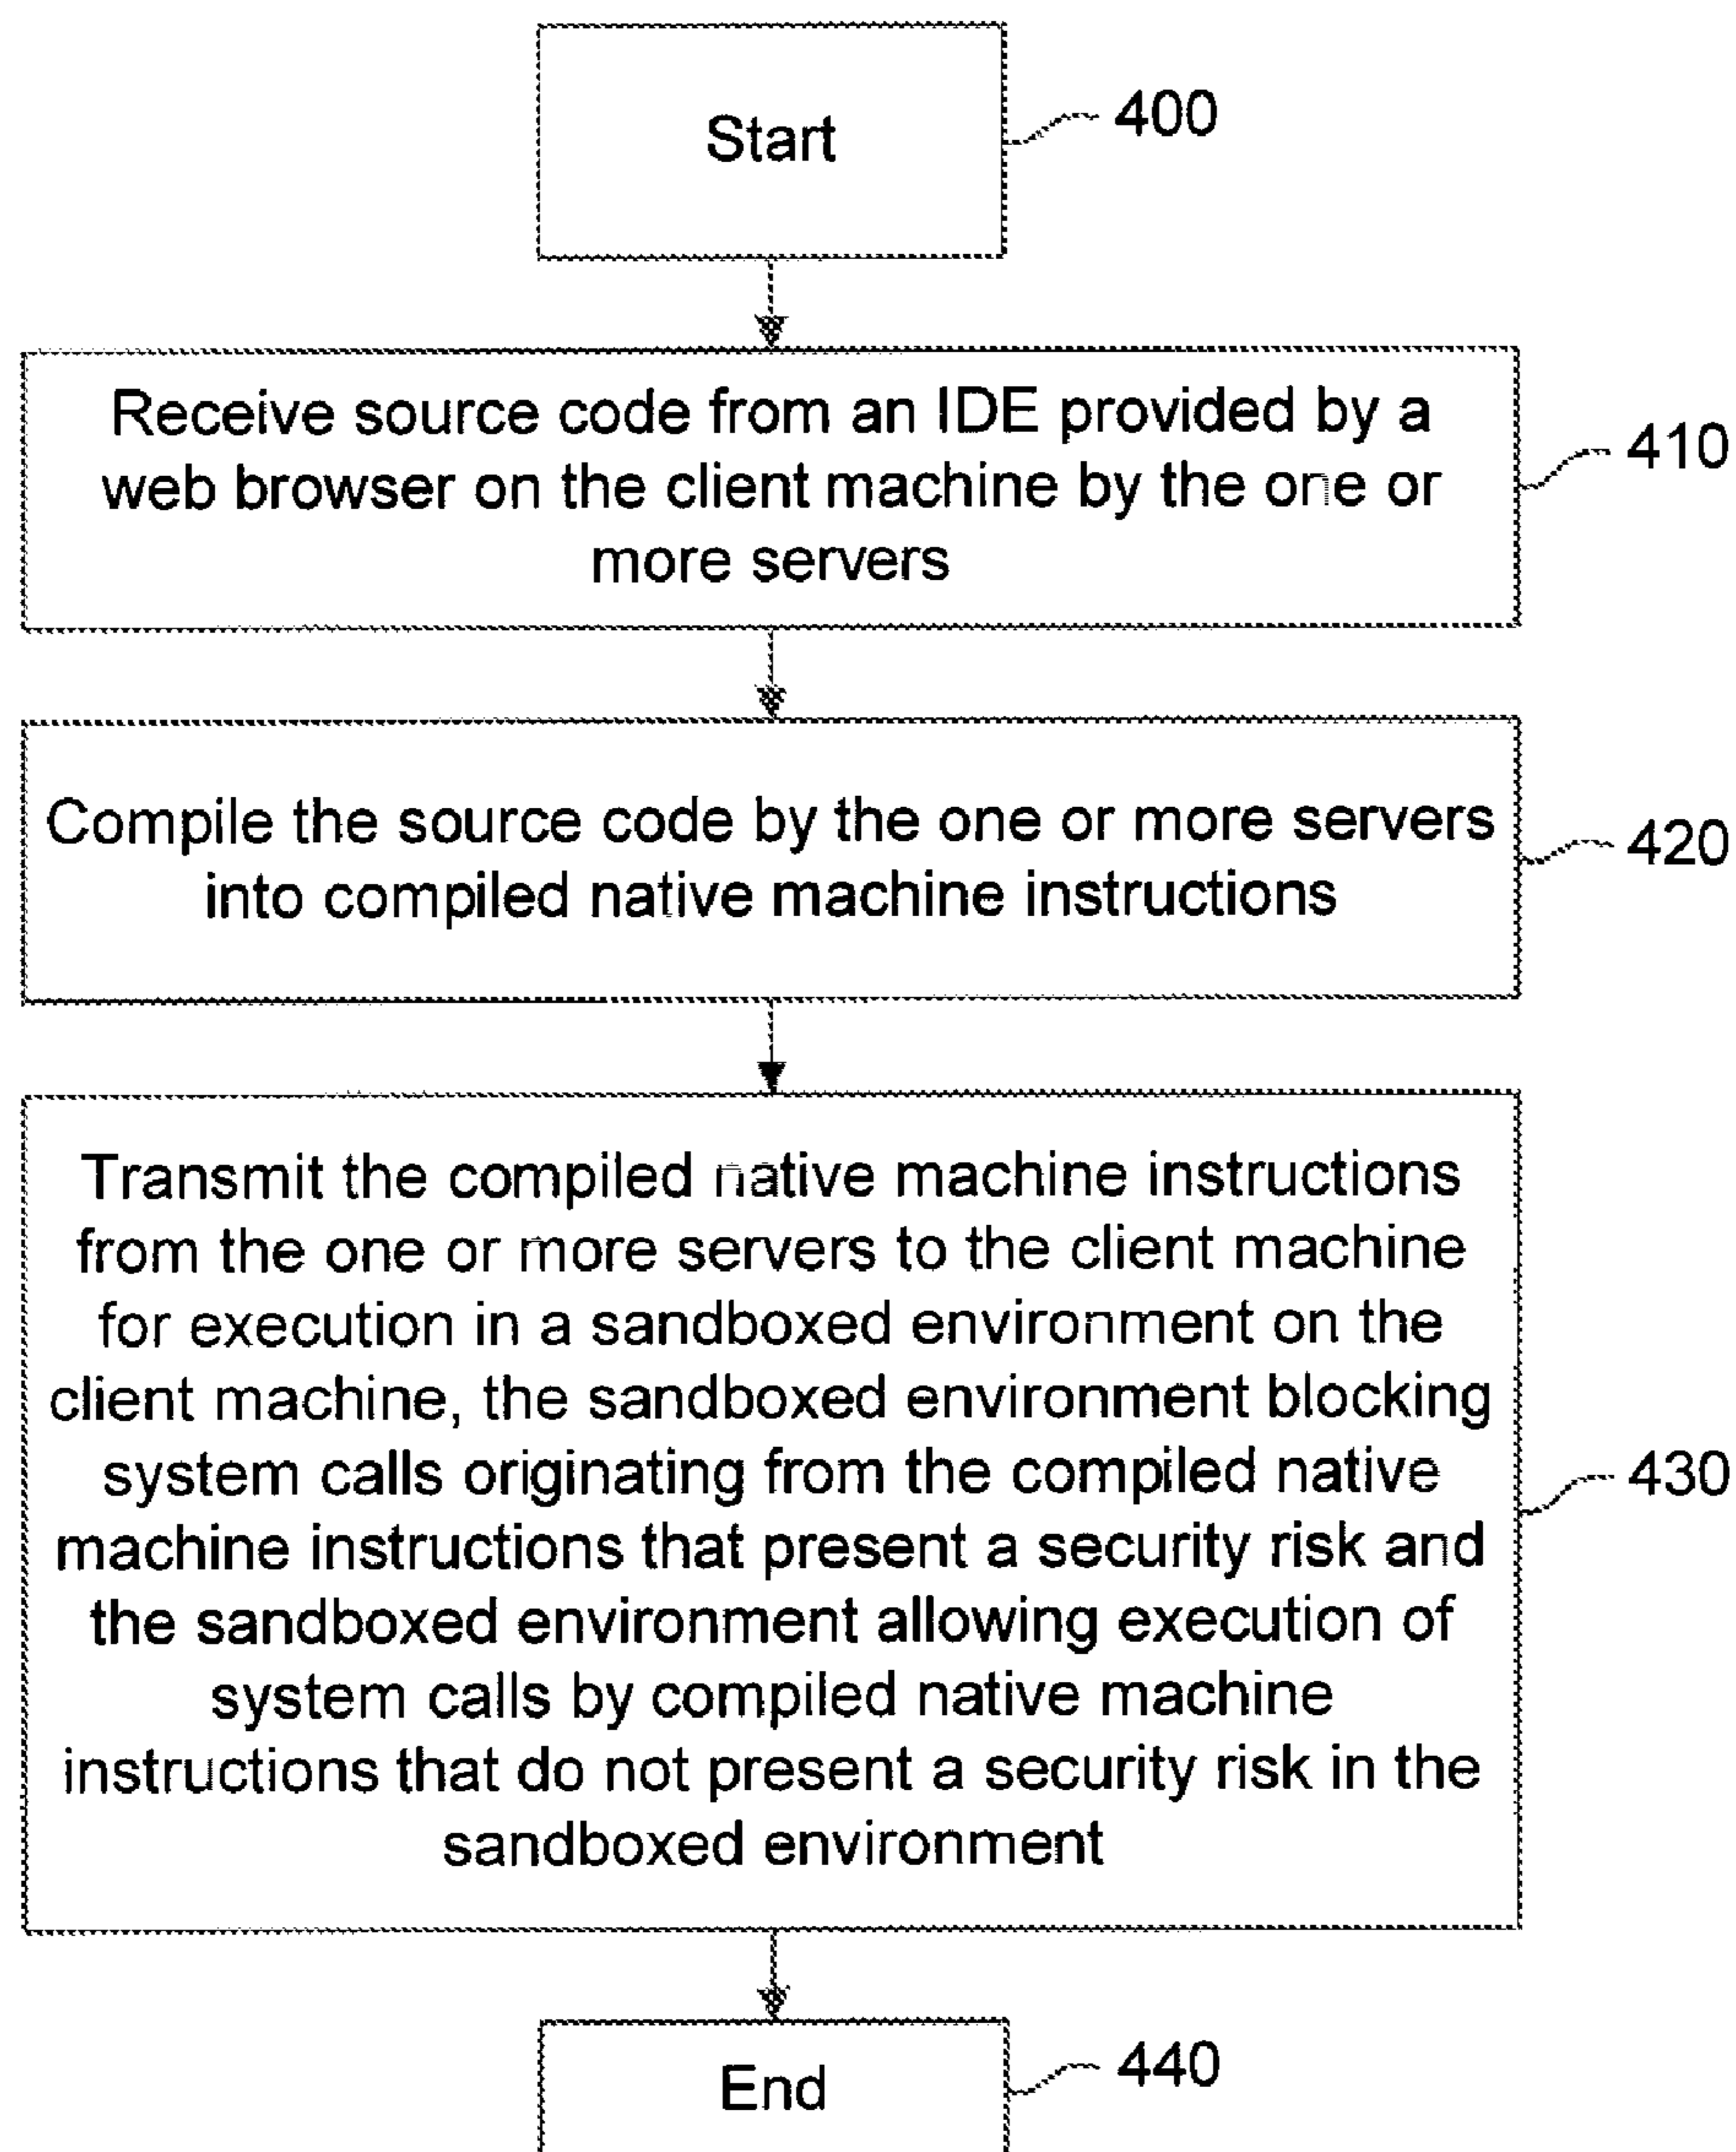 Start
400
Receive source code from an IDE provided by a
web browser on the client machine by the one or
more servers
410
Compile the source code by the one or more servers
into compiled native machine instructions
420
Transmit the compiled native machine instructions
from the one or more servers to the client machine
for execution in a sandboxed environment on the
client machine, the sandboxed environment blocking
system calls originating from the compiled native
machine instructions that present a security risk and
the sandboxed environment allowing execution of
system calls by compiled native machine
instructions that do not present a security risk in the
sandboxed environment
430
End
440